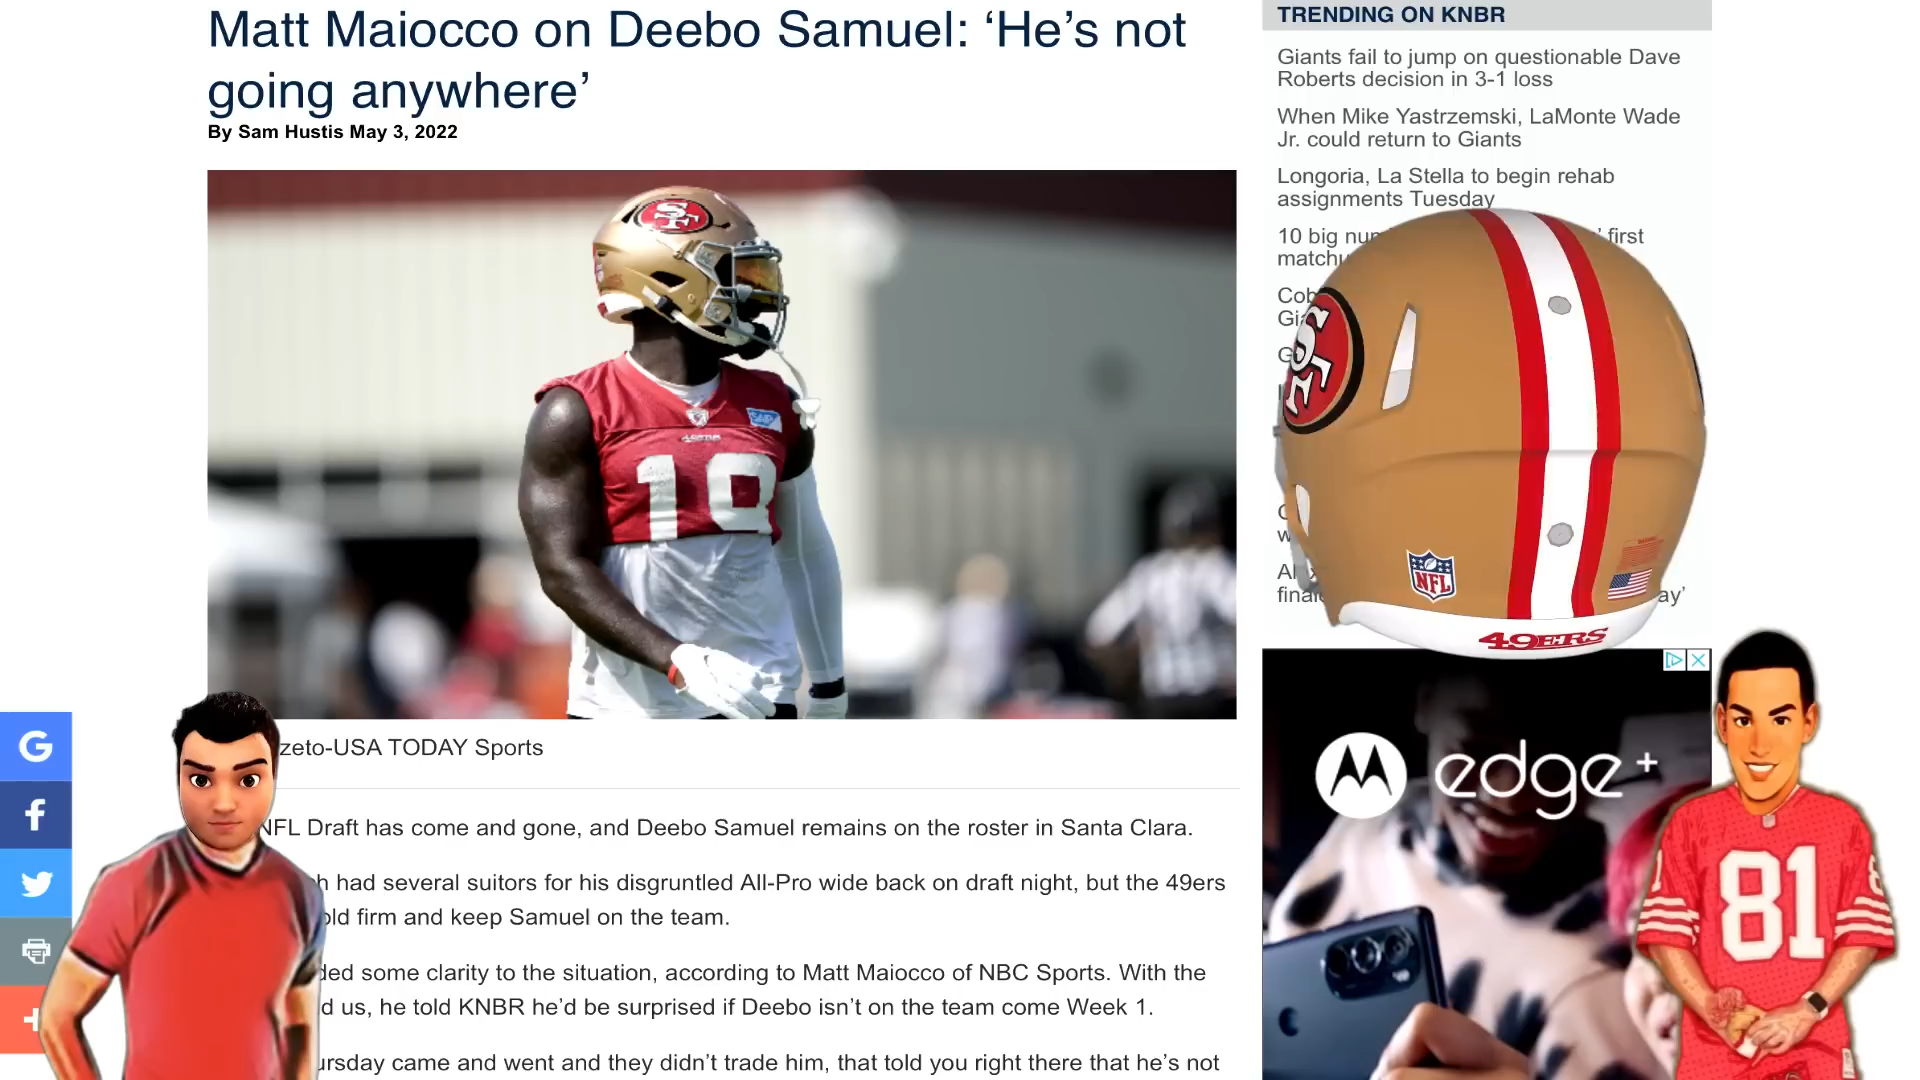 Matt Maiocco on Deebo Samuel: ‘He’s not
going anywhere’
By Sam Hustis May 3, 2022
SF
SAP
49ERS
19
zeto-USA TODAY Sports
NFL Draft has come and gone, and Deebo Samuel remains on the roster in Santa Clara.
h had several suitors for his disgruntled All-Pro wide back on draft night, but the 49ers
old firm and keep Samuel on the team.
ded some clarity to the situation, according to Matt Maiocco of NBC Sports. With the
d us, he told KNBR he’d be surprised if Deebo isn’t on the team come Week 1.
ursday came and went and they didn’t trade him, that told you right there that he’s not
TRENDING ON KNBR
Giants fail to jump on questionable Dave
Roberts decision in 3-1 loss
When Mike Yastrzemski, LaMonte Wade
Jr. could return to Giants
Longoria, La Stella to begin rehab
assignments Tuesday
10 big first
SF
NFL
49ERS
edge+
81